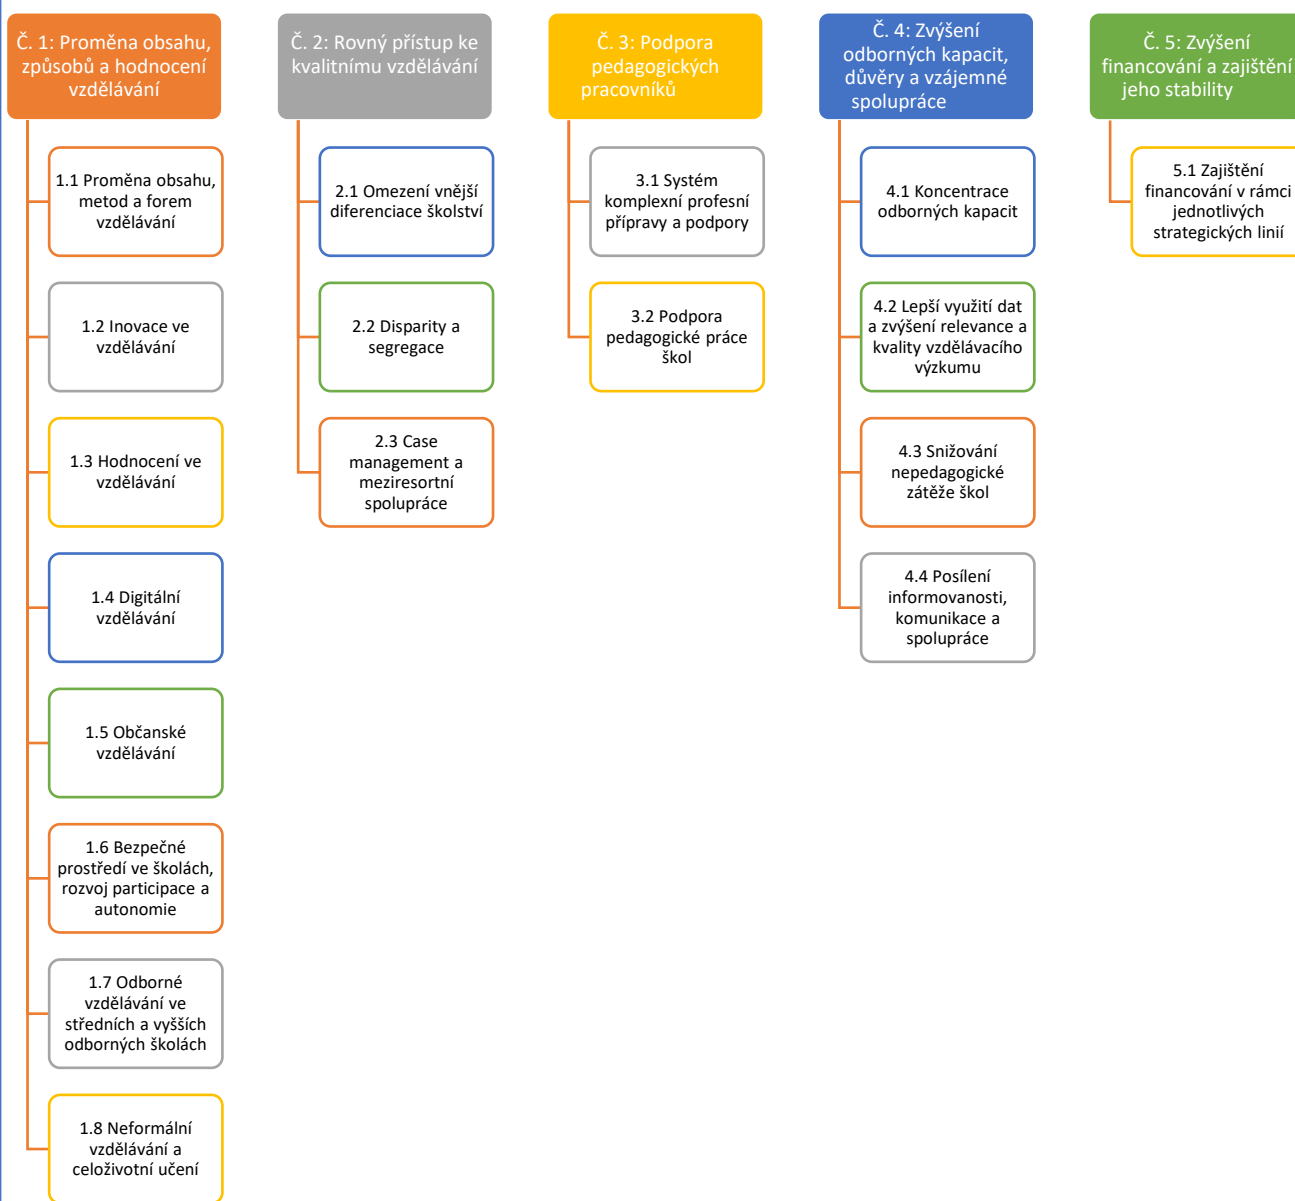 Č. 1: Proměna obsahu,
způsobů a hodnocení
vzdělávání
1.1 Proměna obsahu,
metod a forem
vzdělávání
1.2 Inovace ve
vzdělávání
1.3 Hodnocení ve
vzdělávání
1.4 Digitální
vzdělávání
1.5 Občanské
vzdělávání
1.6 Bezpečné
prostředí ve školách,
rozvoj participace a
autonomie
1.7 Odborné
vzdělávání ve
středních a vyšších
odborných školách
1.8 Neformální
vzdělávání a
celoživotní učení
Č. 2: Rovný přístup ke
kvalitnímu vzdělávání
2.1 Omezení vnější
diferenciace školství
2.2 Disparity a
segregace
2.3 Case
management a
meziresortní
spolupráce
Č. 3: Podpora
pedagogických
pracovníků
3.1 Systém
komplexní profesní
přípravy a podpory
3.2 Podpora
pedagogické práce
škol
Č. 4: Zvýšení
odborných kapacit,
důvěry a vzájemné
spolupráce
4.1 Koncentrace
odborných kapacit
4.2 Lepší využití dat
a zvýšení relevance a
kvality vzdělávacího
výzkumu
4.3 Snižování
nepedagogické
zátěže škol
4.4 Posílení
informovanosti,
komunikace a
spolupráce
Č. 5: Zvýšení
financování a zajištění
jeho stability
5.1 Zajištění
financování v rámci
jednotlivých
strategických linií